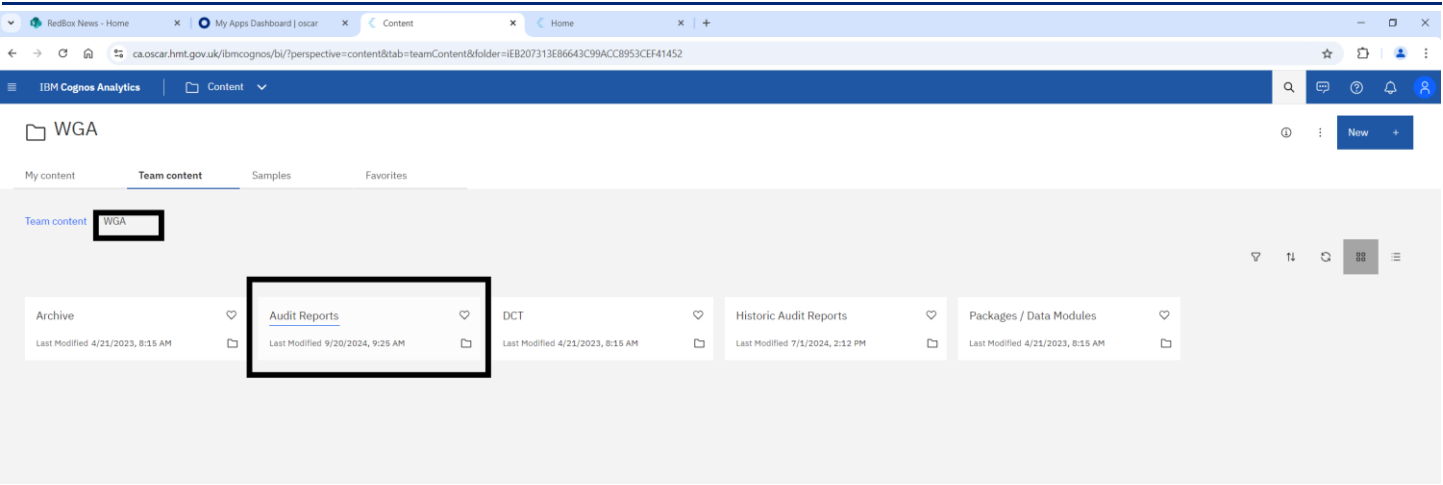 RedBox News - Home
My Apps Dashboard | oscar
Content
Home
ca.oscar.hmt.gov.uk/ibmcognos/bi/?perspective=content&tab=teamContent&folder=iEB207313E86643C99ACC8953CEF41452
IBM Cognos Analytics
Content
WGA
New +
My content
Team content
Samples
Favorites
Team content
WGA
Archive
Last Modified 4/21/2023, 8:15 AM
Audit Reports
Last Modified 9/20/2024, 9:25 AM
DCT
Last Modified 4/21/2023, 8:15 AM
Historic Audit Reports
Last Modified 7/1/2024, 2:12 PM
Packages / Data Modules
Last Modified 4/21/2023, 8:15 AM